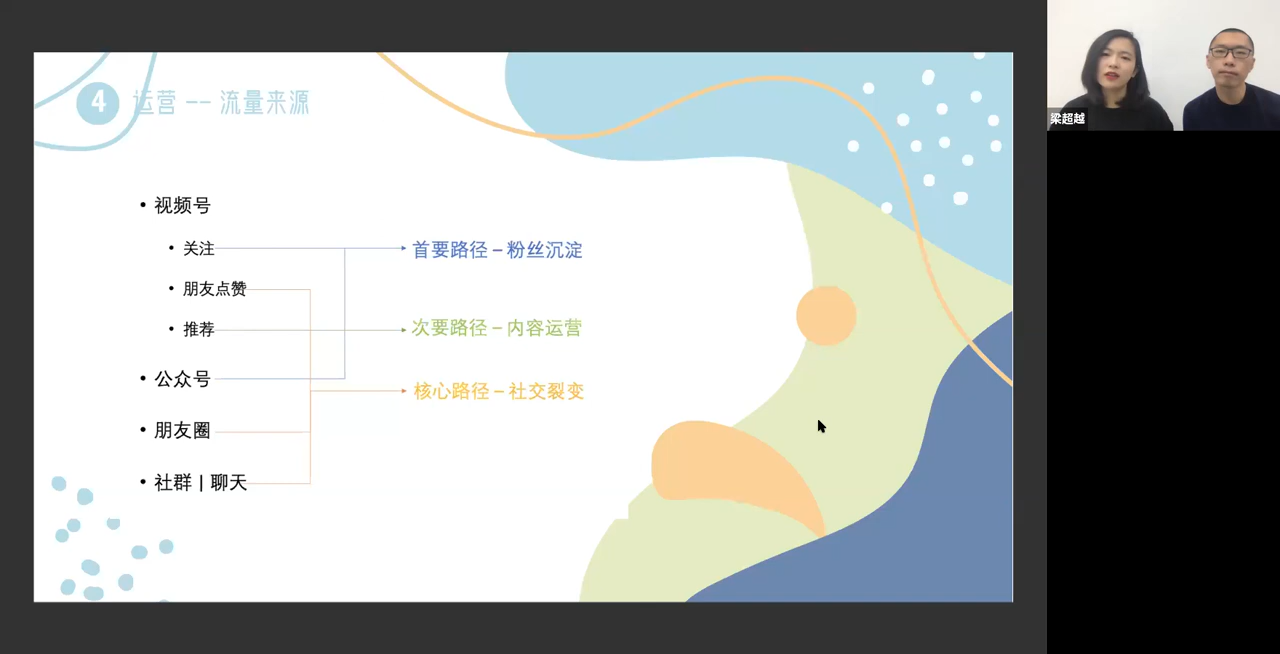 4 运营 -- 流量来源
• 视频号
• 关注
首要路径 – 粉丝沉淀
• 朋友点赞
• 推荐
次要路径 – 内容运营
• 公众号
核心路径 – 社交裂变
• 朋友圈
• 社群 | 聊天
梁超越